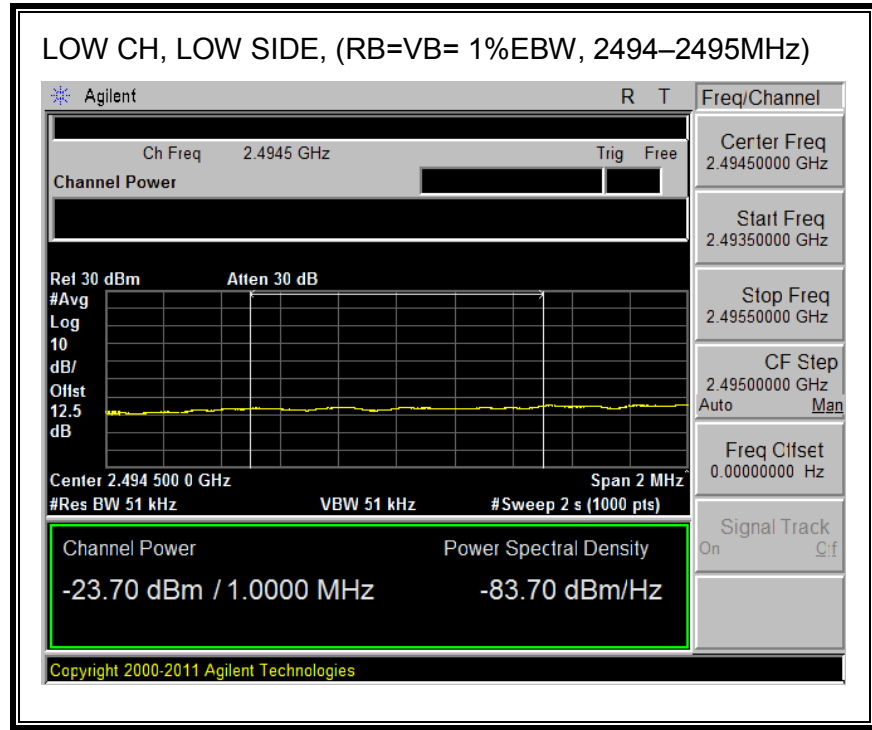 LOW CH, LOW SIDE, (RB=VB= 1%EBW, 2494–2495MHz)
Agilent R T Freq/Channel
Ch Freq 2.4945 GHz Trig Free
Channel Power
Center Freq
2.49450000 GHz
Start Freq
2.49350000 GHz
Stop Freq
2.49550000 GHz
CF Step
2.49500000 GHz
Auto Man
Freq Offset
0.00000000 Hz
Signal Track
On Off
Ref 30 dBm Atten 30 dB
#Avg
Log
10
dB/
Offst
12.5
dB
Center 2.494 500 0 GHz Span 2 MHz
#Res BW 51 kHz VBW 51 kHz #Sweep 2 s (1000 pts)
Channel Power Power Spectral Density
-23.70 dBm / 1.0000 MHz -83.70 dBm/Hz
Copyright 2000-2011 Agilent Technologies